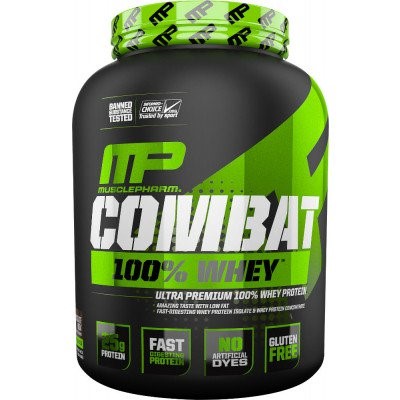 MP
BANNED
SUBSTANCE
TESTED
INFORMED-
CHOICE
Trusted by sport
MP
MUSCLEPHARM
COMBAT
100% WHEY
ULTRA PREMIUM 100% WHEY PROTEIN
• AMAZING TASTE WITH LOW FAT
• FAST-DIGESTING WHEY PROTEIN ISOLATE & WHEY PROTEIN CONCENTRATE
25g
PROTEIN
FAST
DIGESTING
PROTEIN
NO
ARTIFICIAL
DYES
GLUTEN
FREE